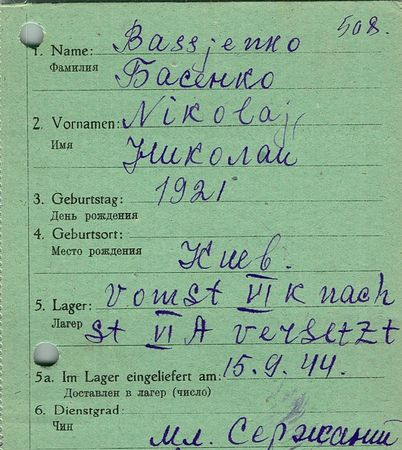 508.
1. Name: Bassjenko
Фамилия Басенко
2. Vornamen: Nikolaj
Имя Николай
3. Geburtstag: 1921
День рождения
4. Geburtsort:
Место рождения Киев.
5. Lager: vom St VI K nach
Лагерь St VI A versetzt
5a. Im Lager eingeliefert am: 15.9.44.
Доставлен в лагерь (число)
6. Dienstgrad:
Чин мл. Сержант